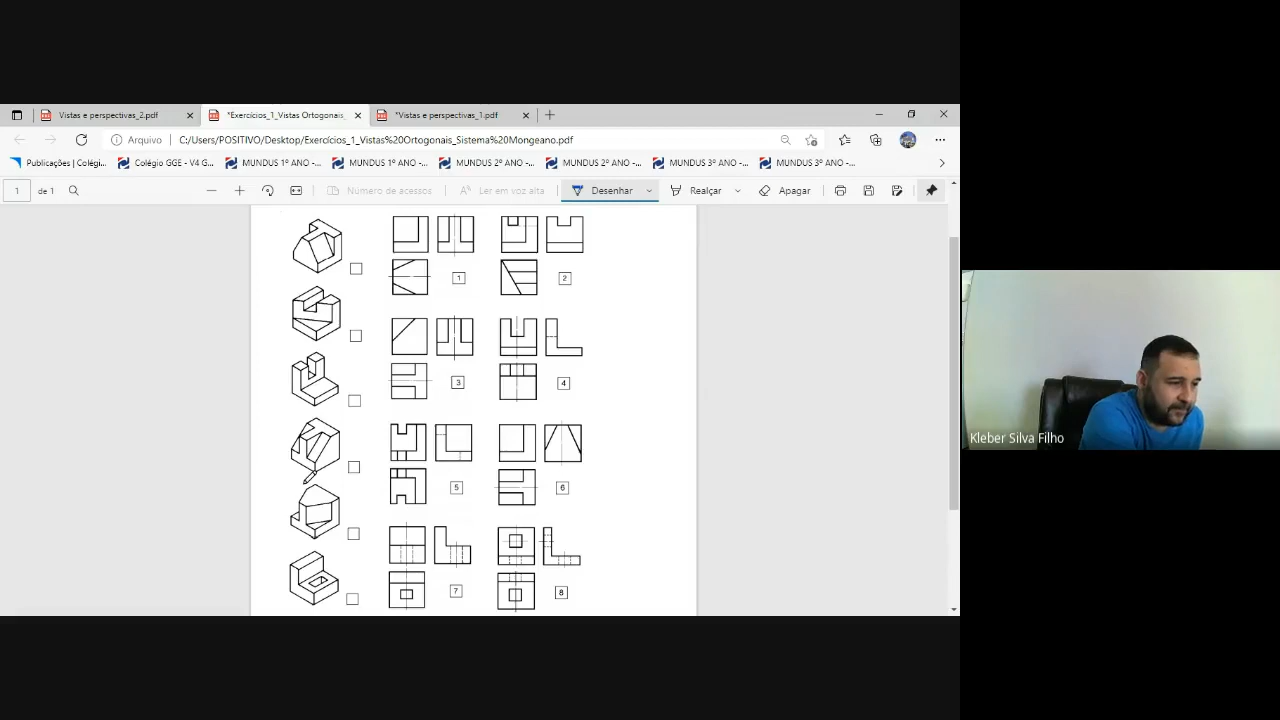 Vistas e perspectivas_2.pdf
*Exercícios_1_Vistas Ortogonais_
*Vistas e perspectiva_1.pdf
Arquivo
C:/Users/POSITIVO/Desktop/Exercícios_1_Vistas%20Ortogonais_Sistema%20Mongeano.pdf
Publicações | Colégi...
Colégio GGE - V4 G...
MUNDUS 1º ANO -...
MUNDUS 1º ANO -...
MUNDUS 2º ANO -...
MUNDUS 2º ANO -...
MUNDUS 3º ANO -...
MUNDUS 3º ANO -...
1
de 1
Número de acessos
Ler em voz alta
Desenhar
Realçar
Apagar
1
2
3
4
5
6
7
8
Kleber Silva Filho